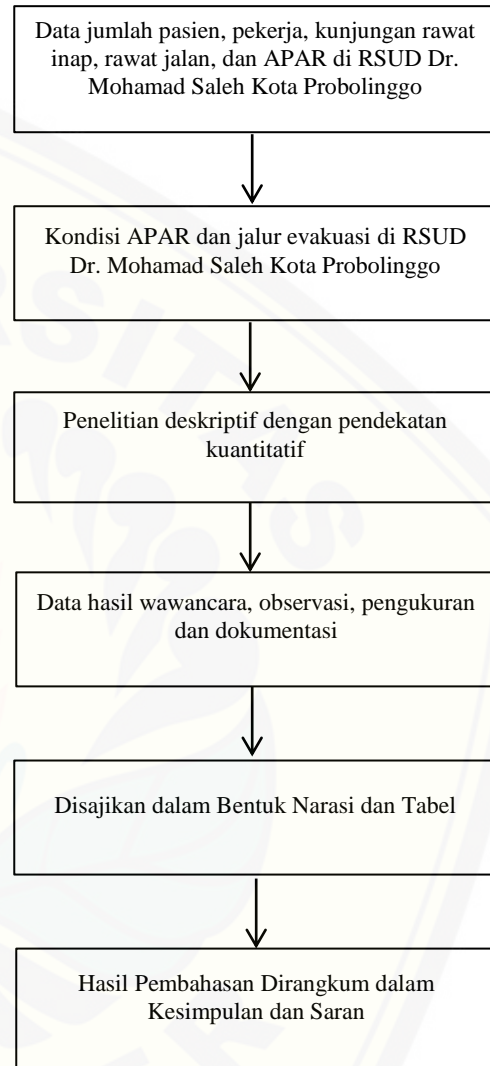 Data jumlah pasien, pekerja, kunjungan rawat
inap, rawat jalan, dan APAR di RSUD Dr.
Mohamad Saleh Kota Probolinggo
Kondisi APAR dan jalur evakuasi di RSUD
Dr. Mohamad Saleh Kota Probolinggo
Penelitian deskriptif dengan pendekatan
kuantitatif
Data hasil wawancara, observasi, pengukuran
dan dokumentasi
Disajikan dalam Bentuk Narasi dan Tabel
Hasil Pembahasan Dirangkum dalam
Kesimpulan dan Saran